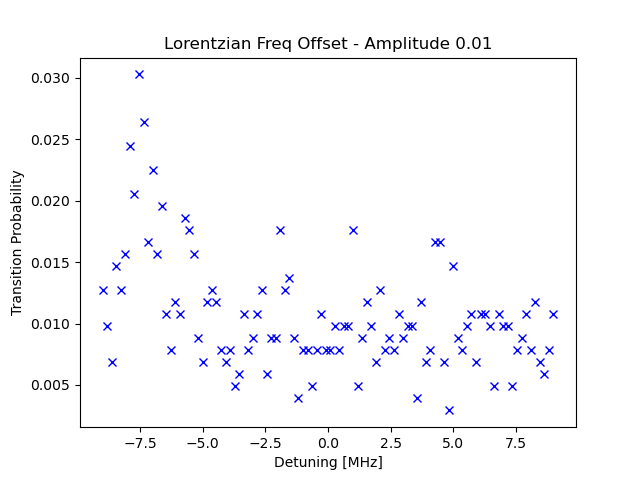 Lorentzian Freq Offset - Amplitude 0.01
0.030
0.025
0.020
0.015
0.010
0.005
Transition Probability
−7.5 −5.0 −2.5 0.0 2.5 5.0 7.5
Detuning [MHz]